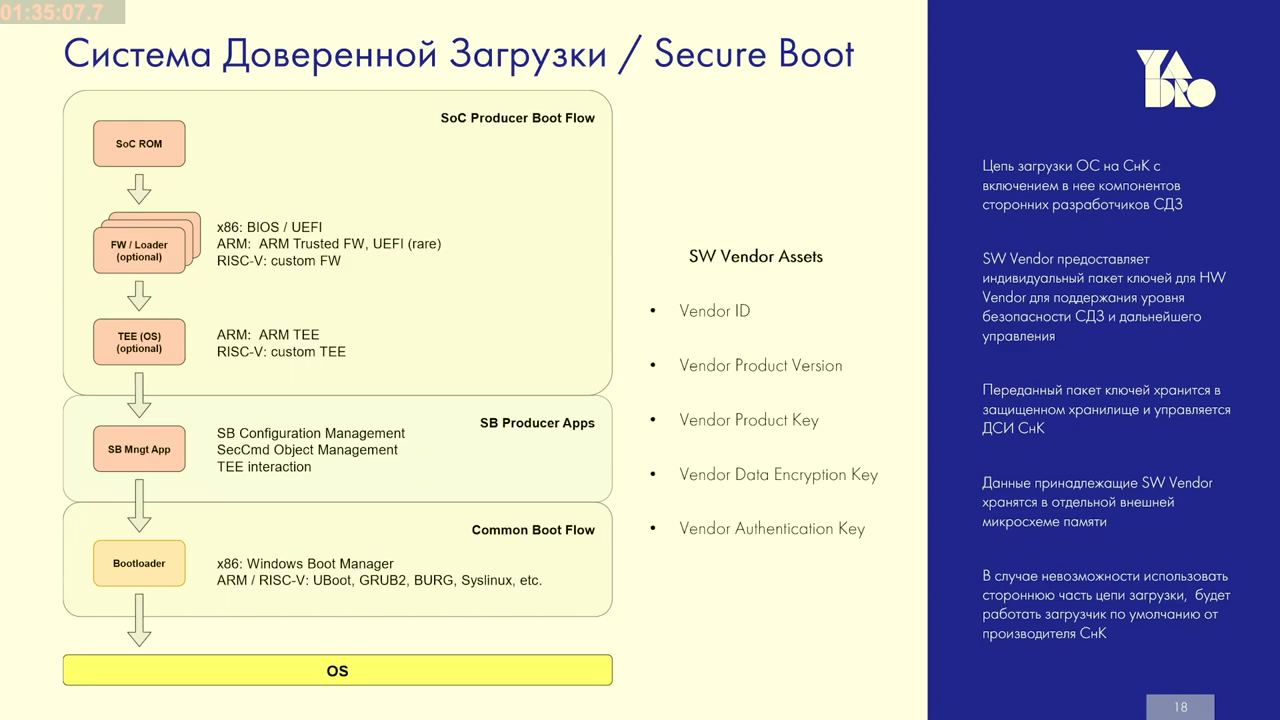 01:35:07.7
Система Доверенной Загрузки / Secure Boot
SoC Producer Boot Flow
SoC ROM
FW / Loader
(optional)
x86: BIOS / UEFI
ARM: ARM Trusted FW, UEFI (rare)
RISC-V: custom FW
TEE (OS)
(optional)
ARM: ARM TEE
RISC-V: custom TEE
SB Producer Apps
SB Mngt App
SB Configuration Management
SecCmd Object Management
TEE interaction
Common Boot Flow
Bootloader
x86: Windows Boot Manager
ARM / RISC-V: UBoot, GRUB2, BURG, Syslinux, etc.
OS
SW Vendor Assets
• Vendor ID
• Vendor Product Version
• Vendor Product Key
• Vendor Data Encryption Key
• Vendor Authentication Key
YADRO
Цепь загрузки ОС на СнК с
включением в нее компонентов
сторонних разработчиков СДЗ
SW Vendor предоставляет
индивидуальный пакет ключей для HW
Vendor для поддержания уровня
безопасности СДЗ и дальнейшего
управления
Переданный пакет ключей хранится в
защищенном хранилище и управляется
ДСИ СнК
Данные принадлежащие SW Vendor
хранятся в отдельной внешней
микросхеме памяти
В случае невозможности использовать
стороннюю часть цепи загрузки, будет
работать загрузчик по умолчанию от
производителя СнК
18